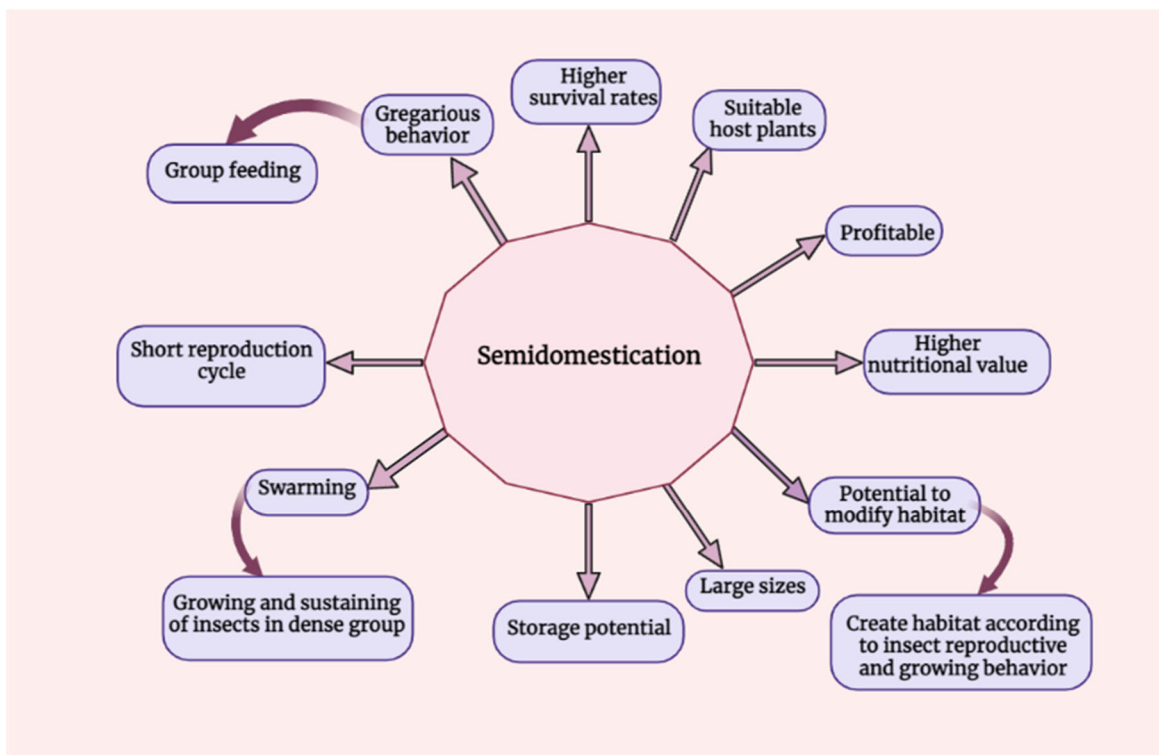 Higher
survival rates
Suitable
host plants
Gregarious
behavior
Group feeding
Profitable
Short reproduction
cycle
Semidomestication
Higher
nutritional value
Swarming
Potential to
modify habitat
Large sizes
Growing and sustaining
of insects in dense group
Storage potential
Create habitat according
to insect reproductive
and growing behavior